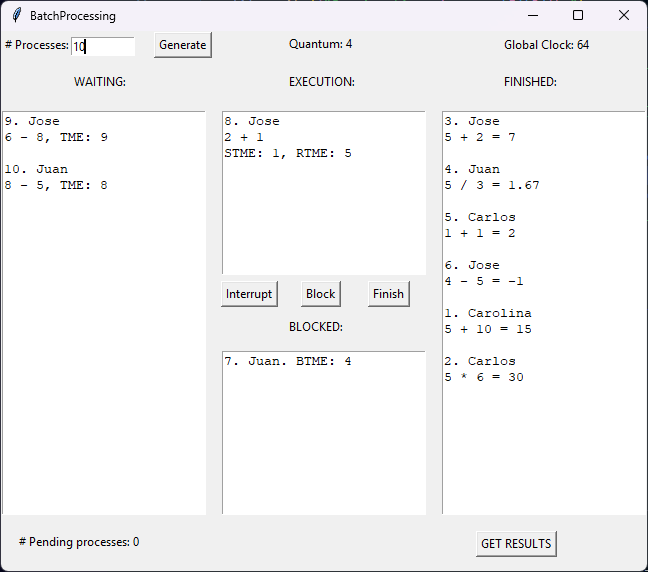 BatchProcessing
# Processes: 10 Generate Quantum: 4 Global Clock: 64
WAITING: EXECUTION: FINISHED:
9. Jose
6 - 8, TME: 9
10. Juan
8 - 5, TME: 8
8. Jose
2 + 1
STME: 1, RTME: 5
Interrupt Block Finish
BLOCKED:
7. Juan. BTME: 4
3. Jose
5 + 2 = 7
4. Juan
5 / 3 = 1.67
5. Carlos
1 + 1 = 2
6. Jose
4 - 5 = -1
1. Carolina
5 + 10 = 15
2. Carlos
5 * 6 = 30
# Pending processes: 0 GET RESULTS